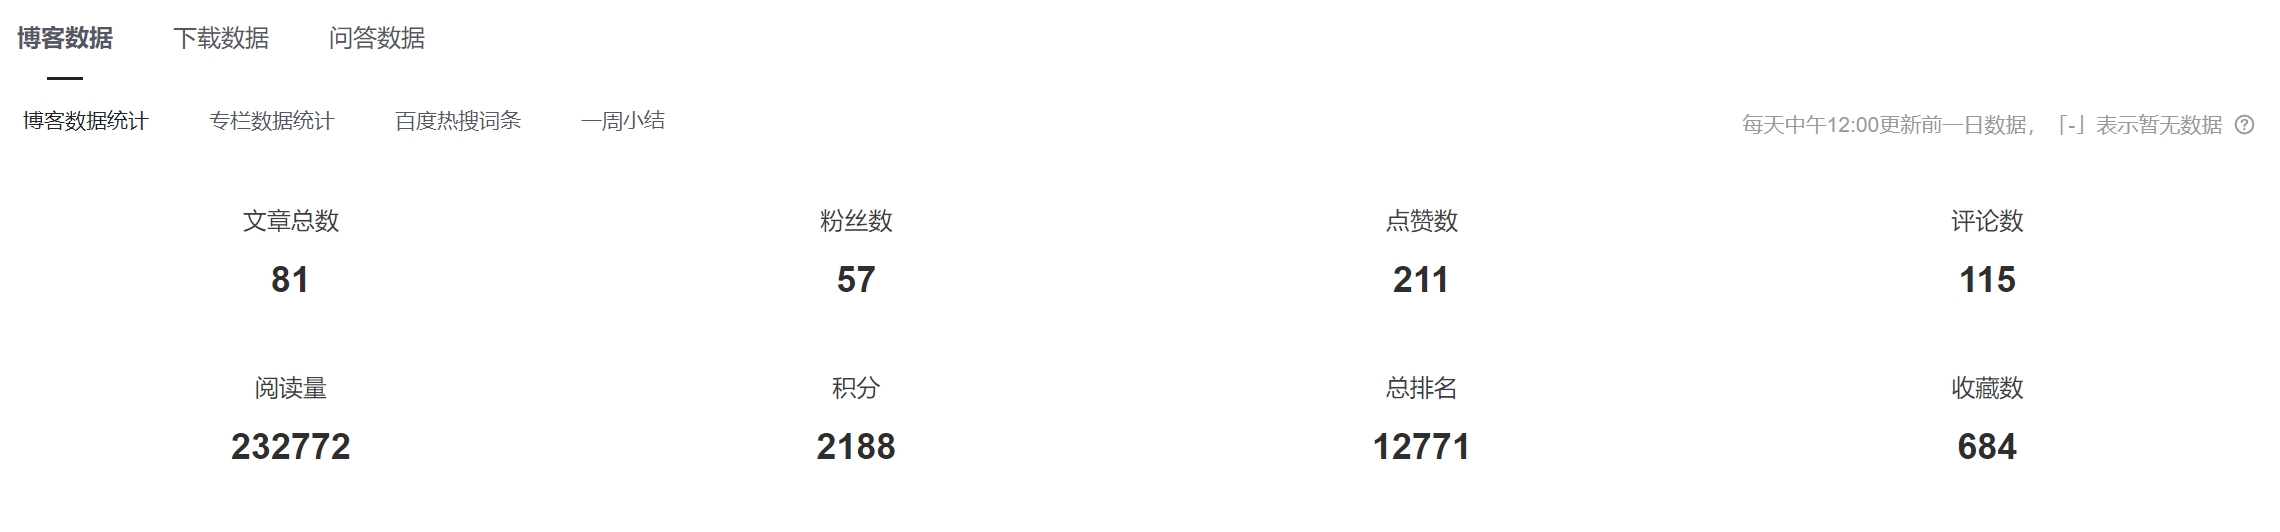 博客数据 下载数据 问答数据
博客数据统计 专栏数据统计 百度热搜词条 一周小结 每天中午12:00更新前一日数据，「-」表示暂无数据
文章总数 粉丝数 点赞数 评论数
81 57 211 115
阅读量 积分 总排名 收藏数
232772 2188 12771 684